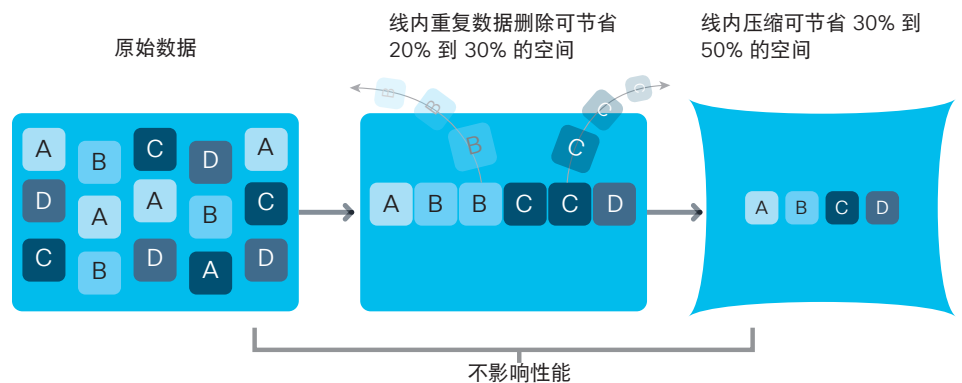 原始数据
线内重复数据删除可节省
20% 到 30% 的空间
线内压缩可节省 30% 到
50% 的空间
A B C D A
D A A B C
C B D A D
B B B C C C
A B B C C D
A B C D
不影响性能